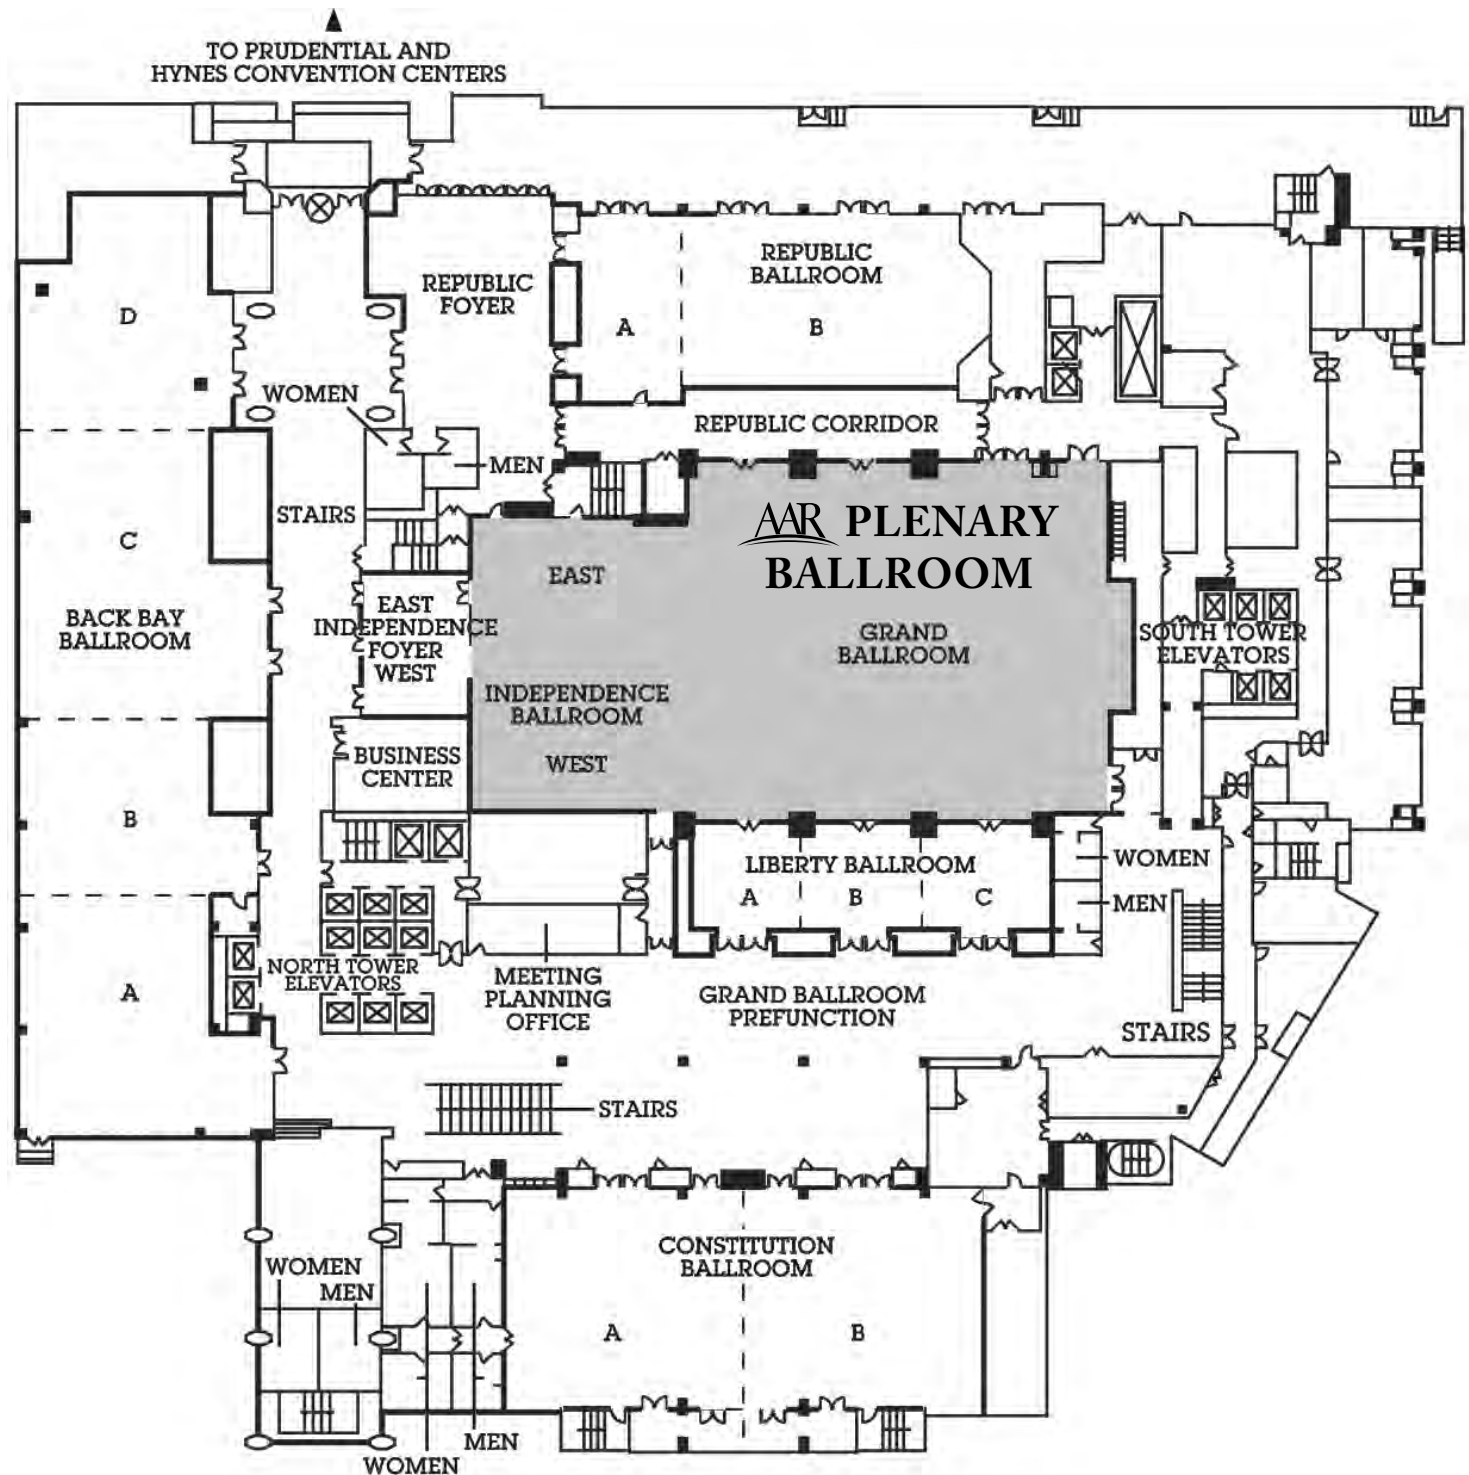 TO PRUDENTIAL AND
HYNES CONVENTION CENTERS
REPUBLIC
BALLROOM
A
B
REPUBLIC
FOYER
D
WOMEN
MEN
REPUBLIC CORRIDOR
STAIRS
C
BACK BAY
BALLROOM
AAR PLENARY
BALLROOM
EAST
GRAND
BALLROOM
INDEPENDENCE
BALLROOM
WEST
EAST
INDEPENDENCE
FOYER
WEST
SOUTH TOWER
ELEVATORS
BUSINESS
CENTER
B
LIBERTY BALLROOM
A
B
C
WOMEN
MEN
A
NORTH TOWER
ELEVATORS
MEETING
PLANNING
OFFICE
GRAND BALLROOM
PREFUNCTION
STAIRS
STAIRS
CONSTITUTION
BALLROOM
A
B
WOMEN
MEN
MEN
WOMEN